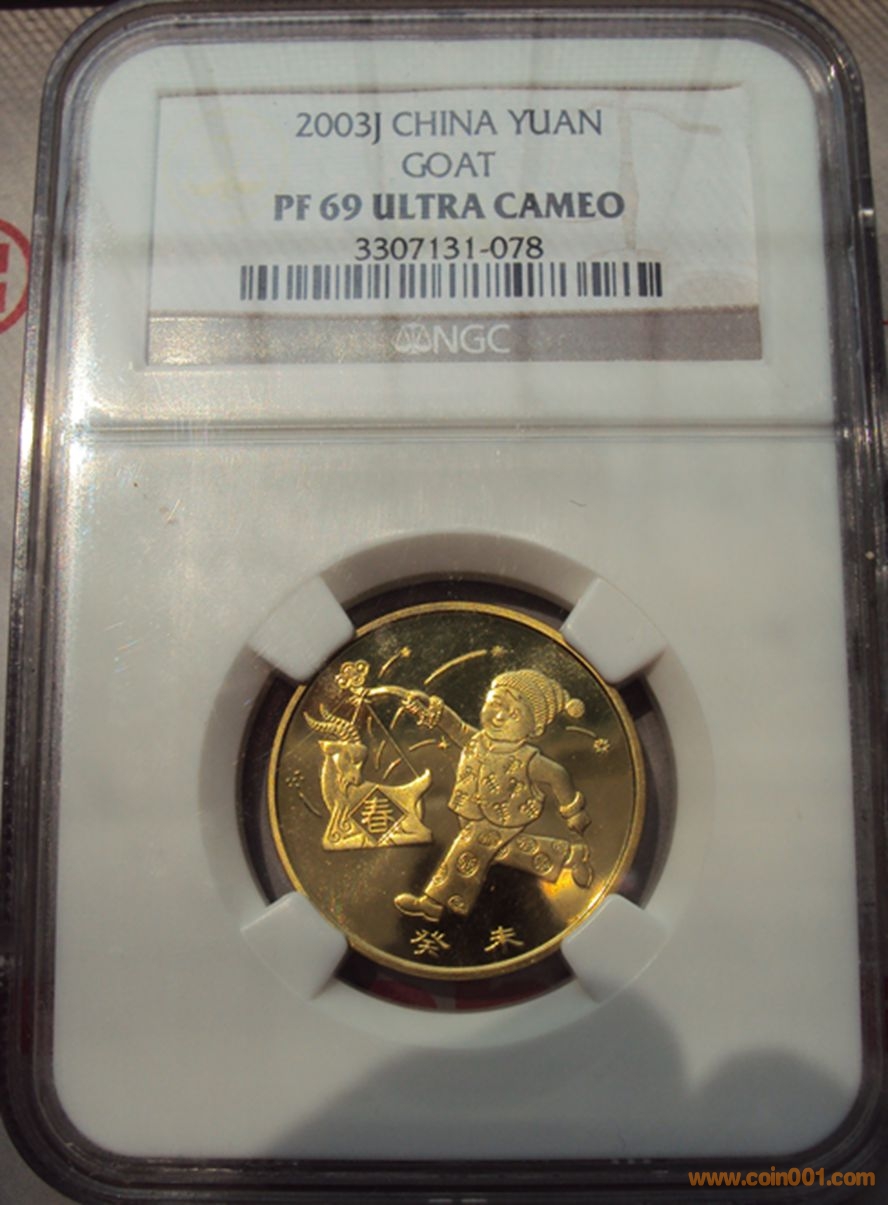 2003J CHINA YUAN
GOAT
PF 69 ULTRA CAMEO
3307131-078
NGC
春
癸未
www.coin001.com